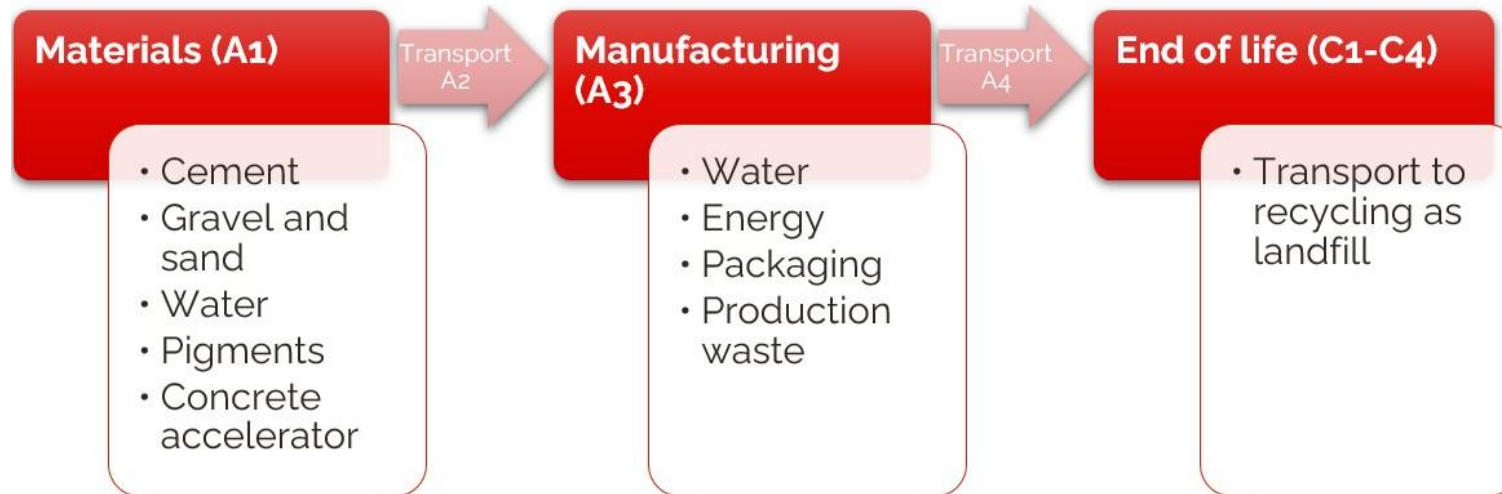 Materials (A1)
• Cement
• Gravel and
sand
• Water
• Pigments
• Concrete
accelerator
Transport
A2
Manufacturing
(A3)
• Water
• Energy
• Packaging
• Production
waste
Transport
A4
End of life (C1-C4)
• Transport to
recycling as
landfill